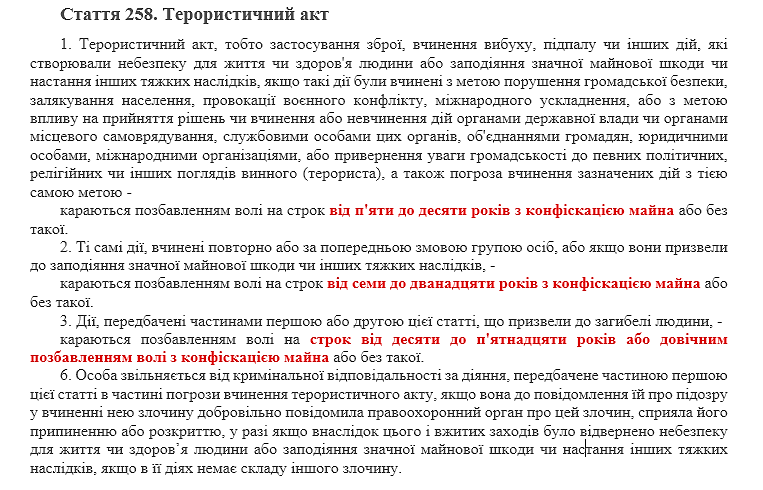 Стаття 258. Терористичний акт
1. Терористичний акт, тобто застосування зброї, вчинення вибуху, підпалу чи інших дій, які
створювали небезпеку для життя чи здоров'я людини або заподіяння значної майнової шкоди чи
настання інших тяжких наслідків, якщо такі дії були вчинені з метою порушення громадської безпеки,
залякування населення, провокації воєнного конфлікту, міжнародного ускладнення, або з метою
впливу на прийняття рішень чи вчинення або невчинення дій органами державної влади чи органами
місцевого самоврядування, службовими особами цих органів, об'єднаннями громадян, юридичними
особами, міжнародними організаціями, або привернення уваги громадськості до певних політичних,
релігійних чи інших поглядів винного (терориста), а також погроза вчинення зазначених дій з тією
самою метою -
караються позбавленням волі на строк від п'яти до десяти років з конфіскацією майна або без
такої.
2. Ті самі дії, вчинені повторно або за попередньою змовою групою осіб, або якщо вони призвели
до заподіяння значної майнової шкоди чи інших тяжких наслідків, -
караються позбавленням волі на строк від семи до дванадцяти років з конфіскацією майна або
без такої.
3. Дії, передбачені частинами першою або другою цієї статті, що призвели до загибелі людини, -
караються позбавленням волі на строк від десяти до п'ятнадцяти років або довічним
позбавленням волі з конфіскацією майна або без такої.
6. Особа звільняється від кримінальної відповідальності за діяння, передбачене частиною першою
цієї статті в частині погрози вчинення терористичного акту, якщо вона до повідомлення їй про підозру
у вчиненні нею злочину добровільно повідомила правоохоронний орган про цей злочин, сприяла його
припиненню або розкриттю, у разі якщо внаслідок цього і вжитих заходів було відвернено небезпеку
для життя чи здоров’я людини або заподіяння значної майнової шкоди чи настання інших тяжких
наслідків, якщо в її діях немає складу іншого злочину.